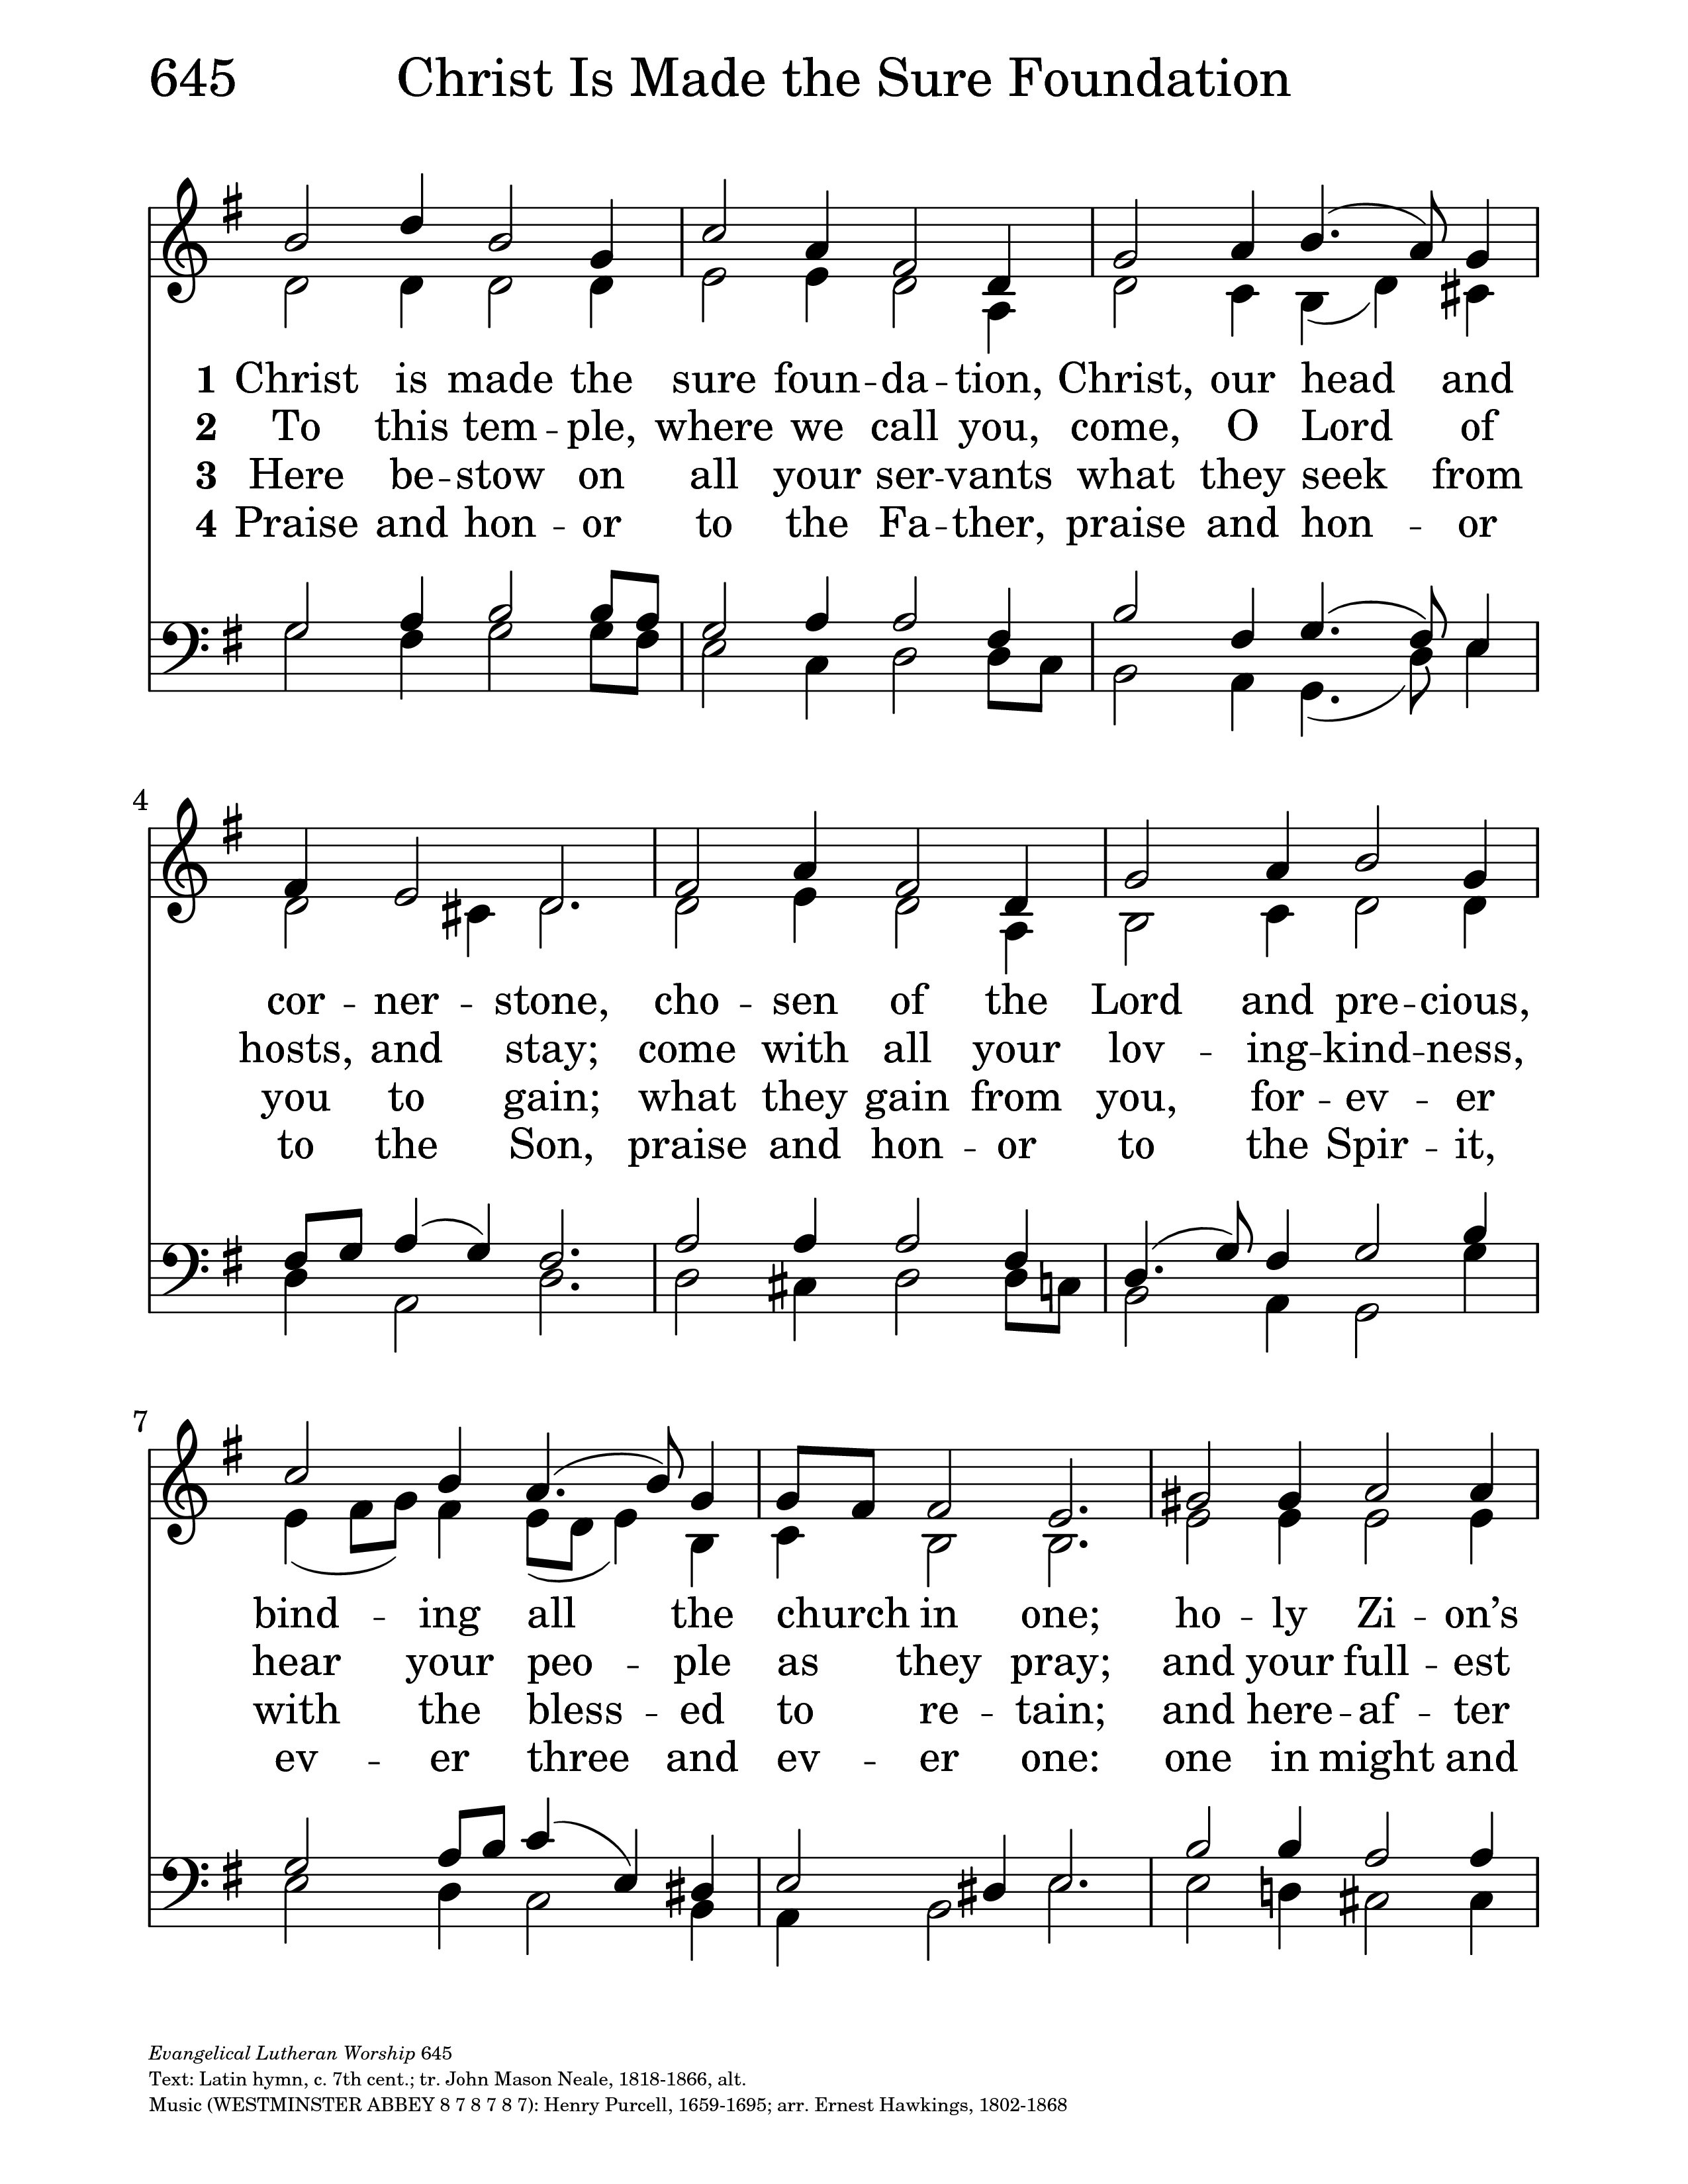 645 Christ Is Made the Sure Foundation
1 Christ is made the sure foun - da - tion, Christ, our head and
2 To this tem - ple, where we call you, come, O Lord of
3 Here be - stow on all your ser - vants what they seek from
4 Praise and hon - or to the Fa - ther, praise and hon - or
4
cor - ner - stone, cho - sen of the Lord and pre - cious,
hosts, and stay; come with all your lov - ing - kind - ness,
you to gain; what they gain from you, for - ev - er
to the Son, praise and hon - or to the Spir - it,
7
bind - ing all the church in one; ho - ly Zi - on’s
hear your peo - ple as they pray; and your full - est
with the bless - ed to re - tain; and here - af - ter
ev - er three and ev - er one: one in might and
Evangelical Lutheran Worship 645
Text: Latin hymn, c. 7th cent.; tr. John Mason Neale, 1818-1866, alt.
Music (WESTMINSTER ABBEY 8 7 8 7 8 7): Henry Purcell, 1659-1695; arr. Ernest Hawkings, 1802-1868